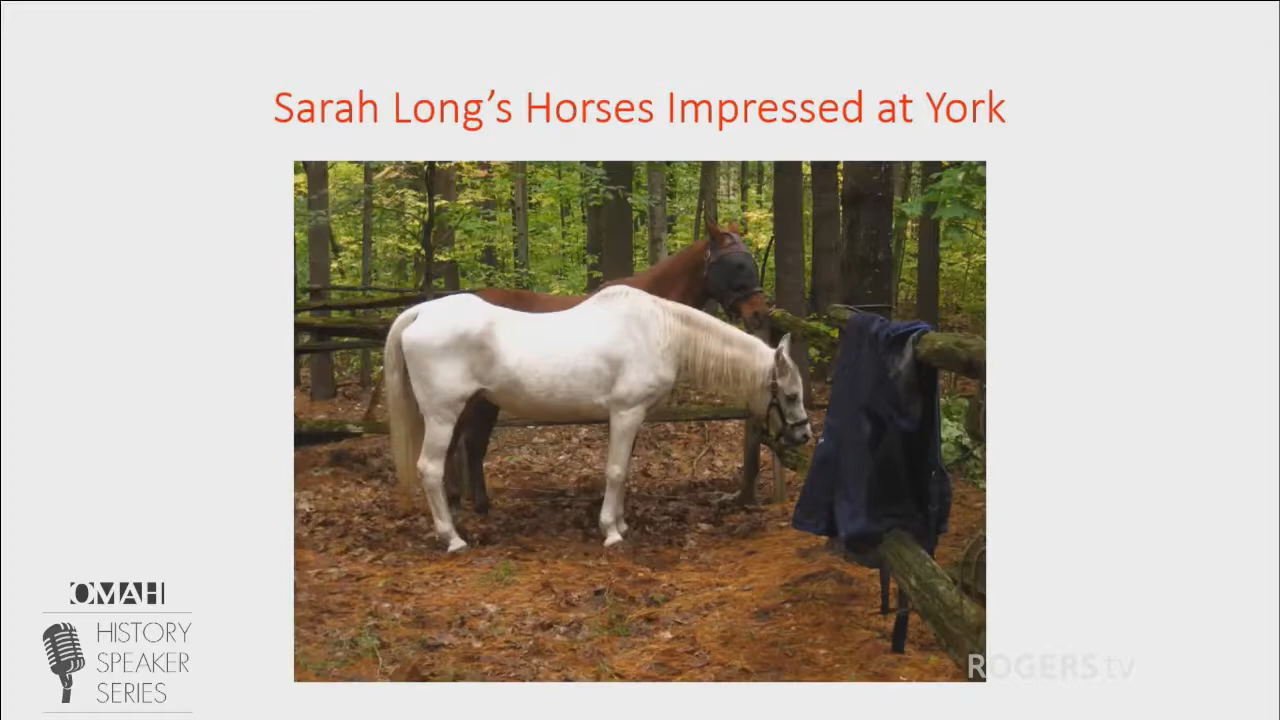 Sarah Long’s Horses Impressed at York
OMAH
HISTORY
SPEAKER
SERIES
ROGERS tv